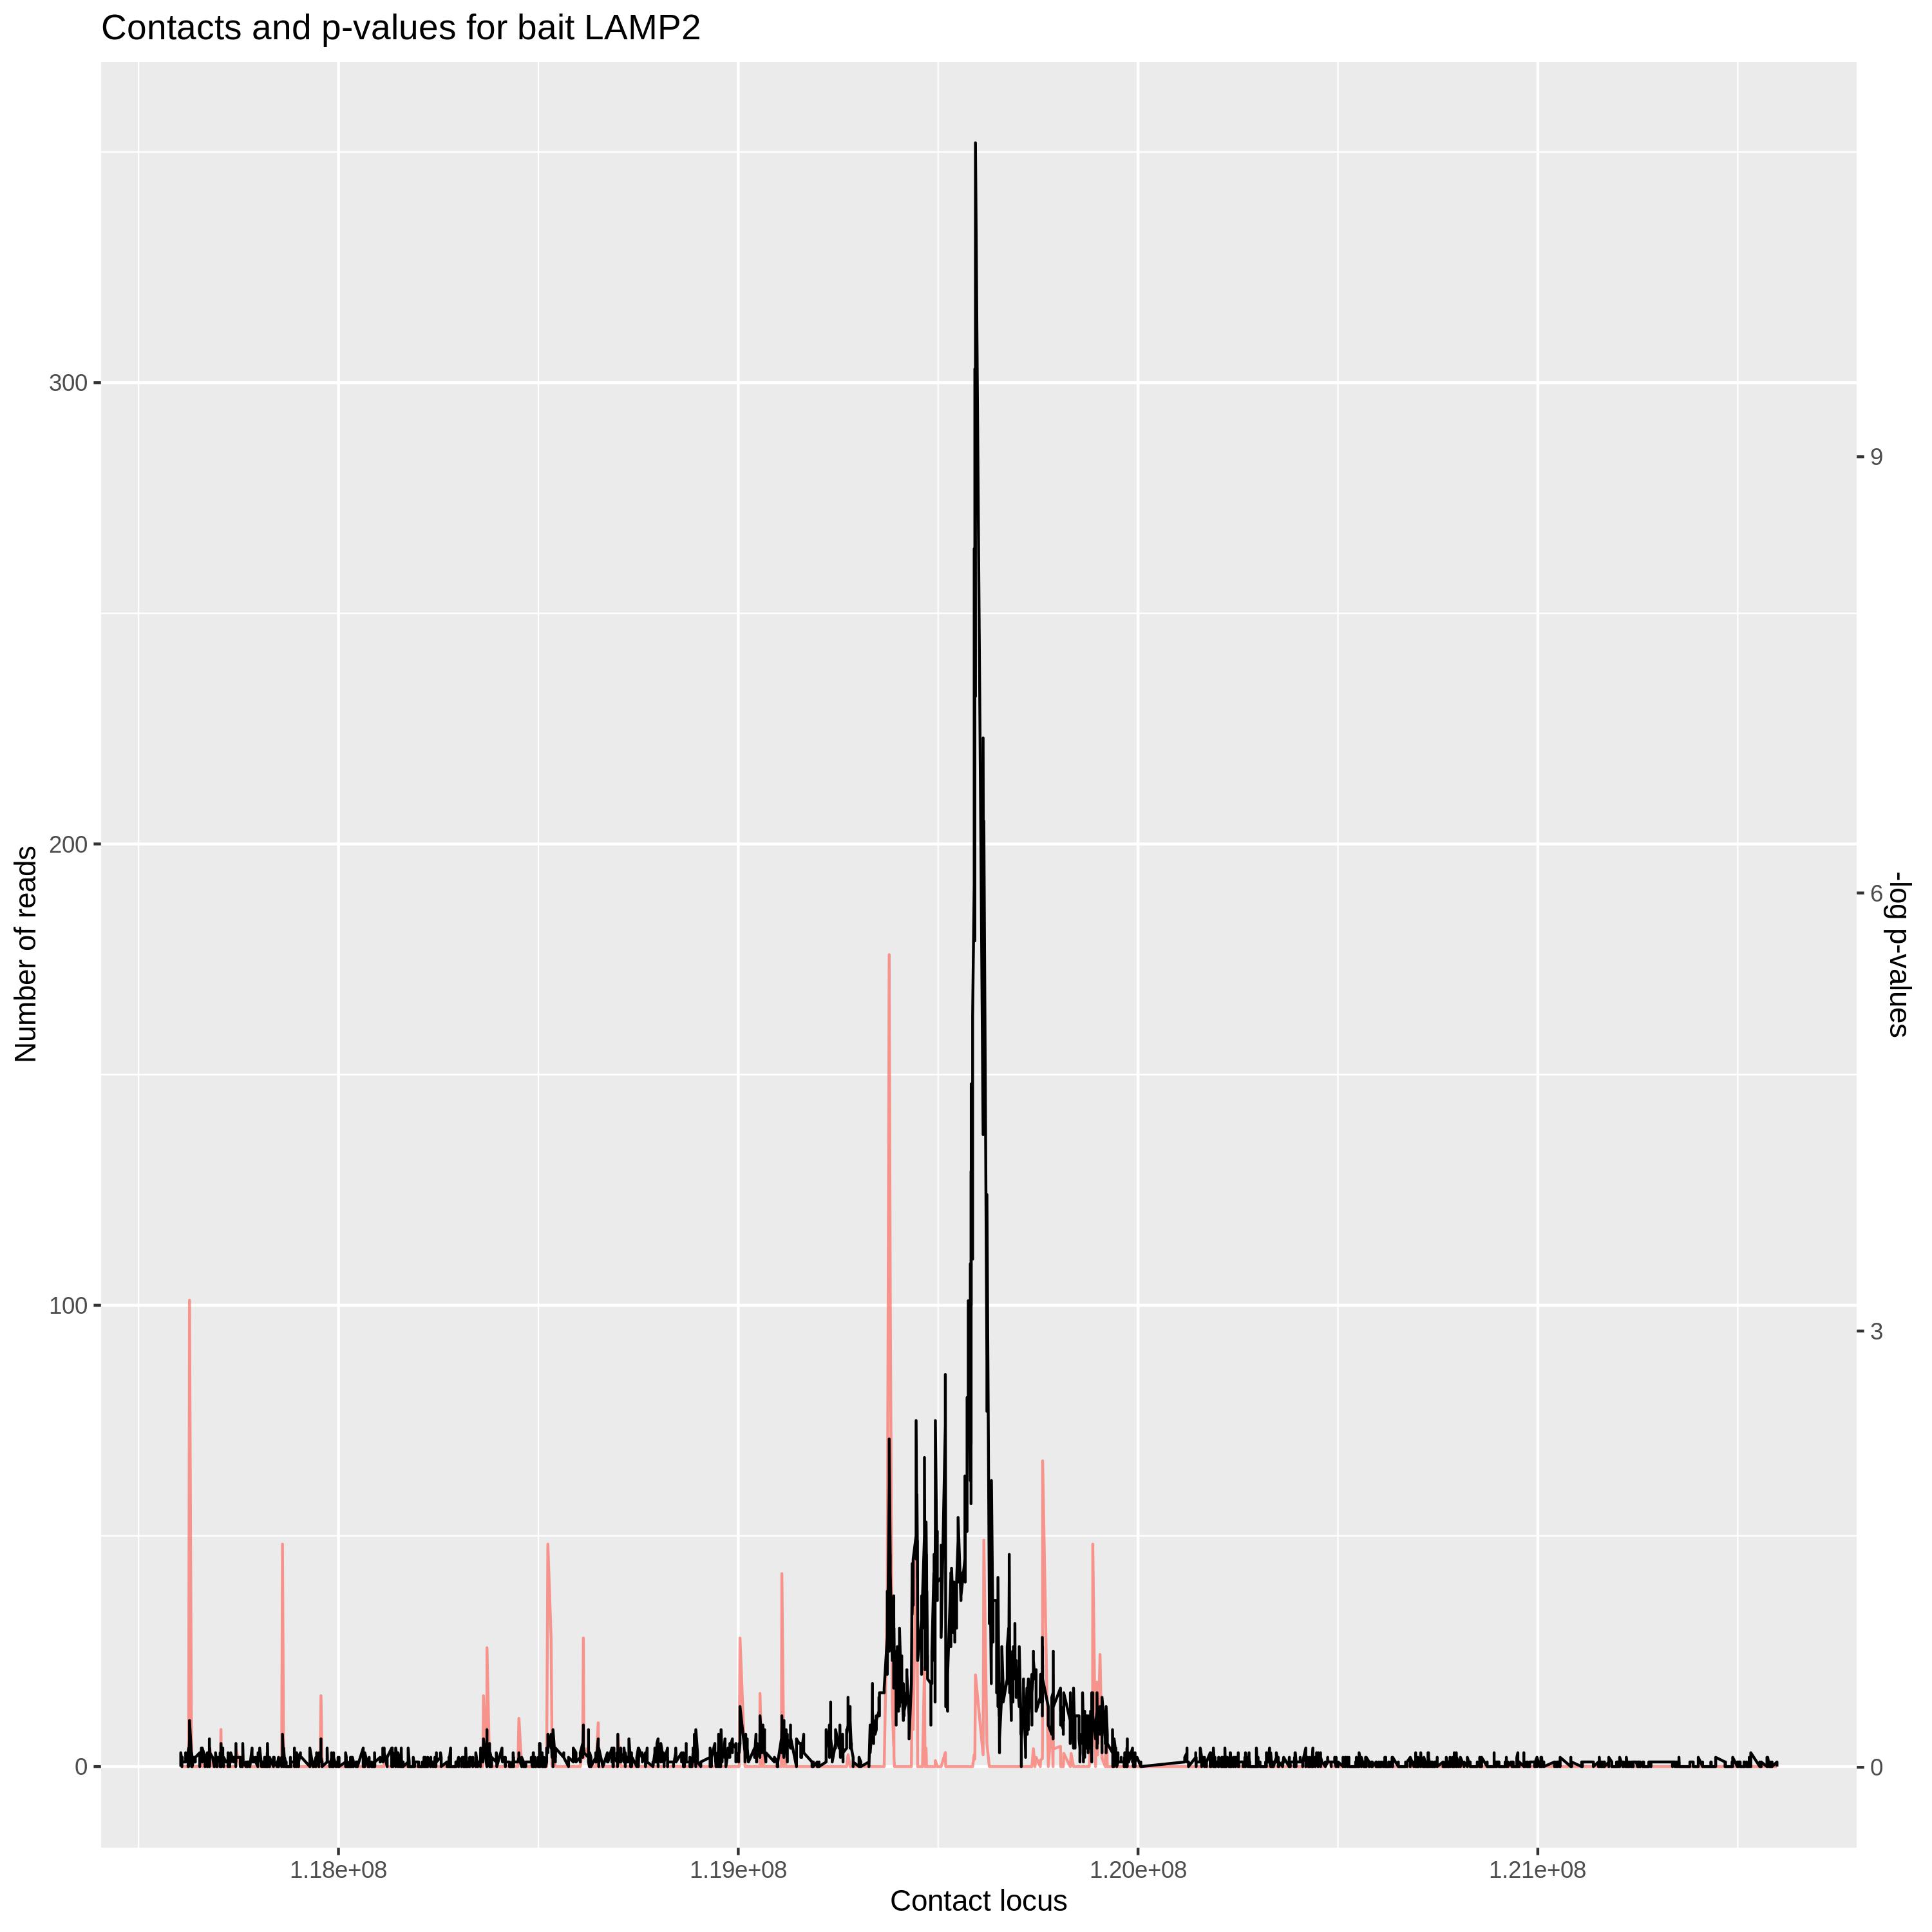 Contacts and p-values for bait LAMP2
Number of reads
300
200
100
0
9
6
3
0
-log p-values
1.18e+08
1.19e+08
1.20e+08
1.21e+08
Contact locus